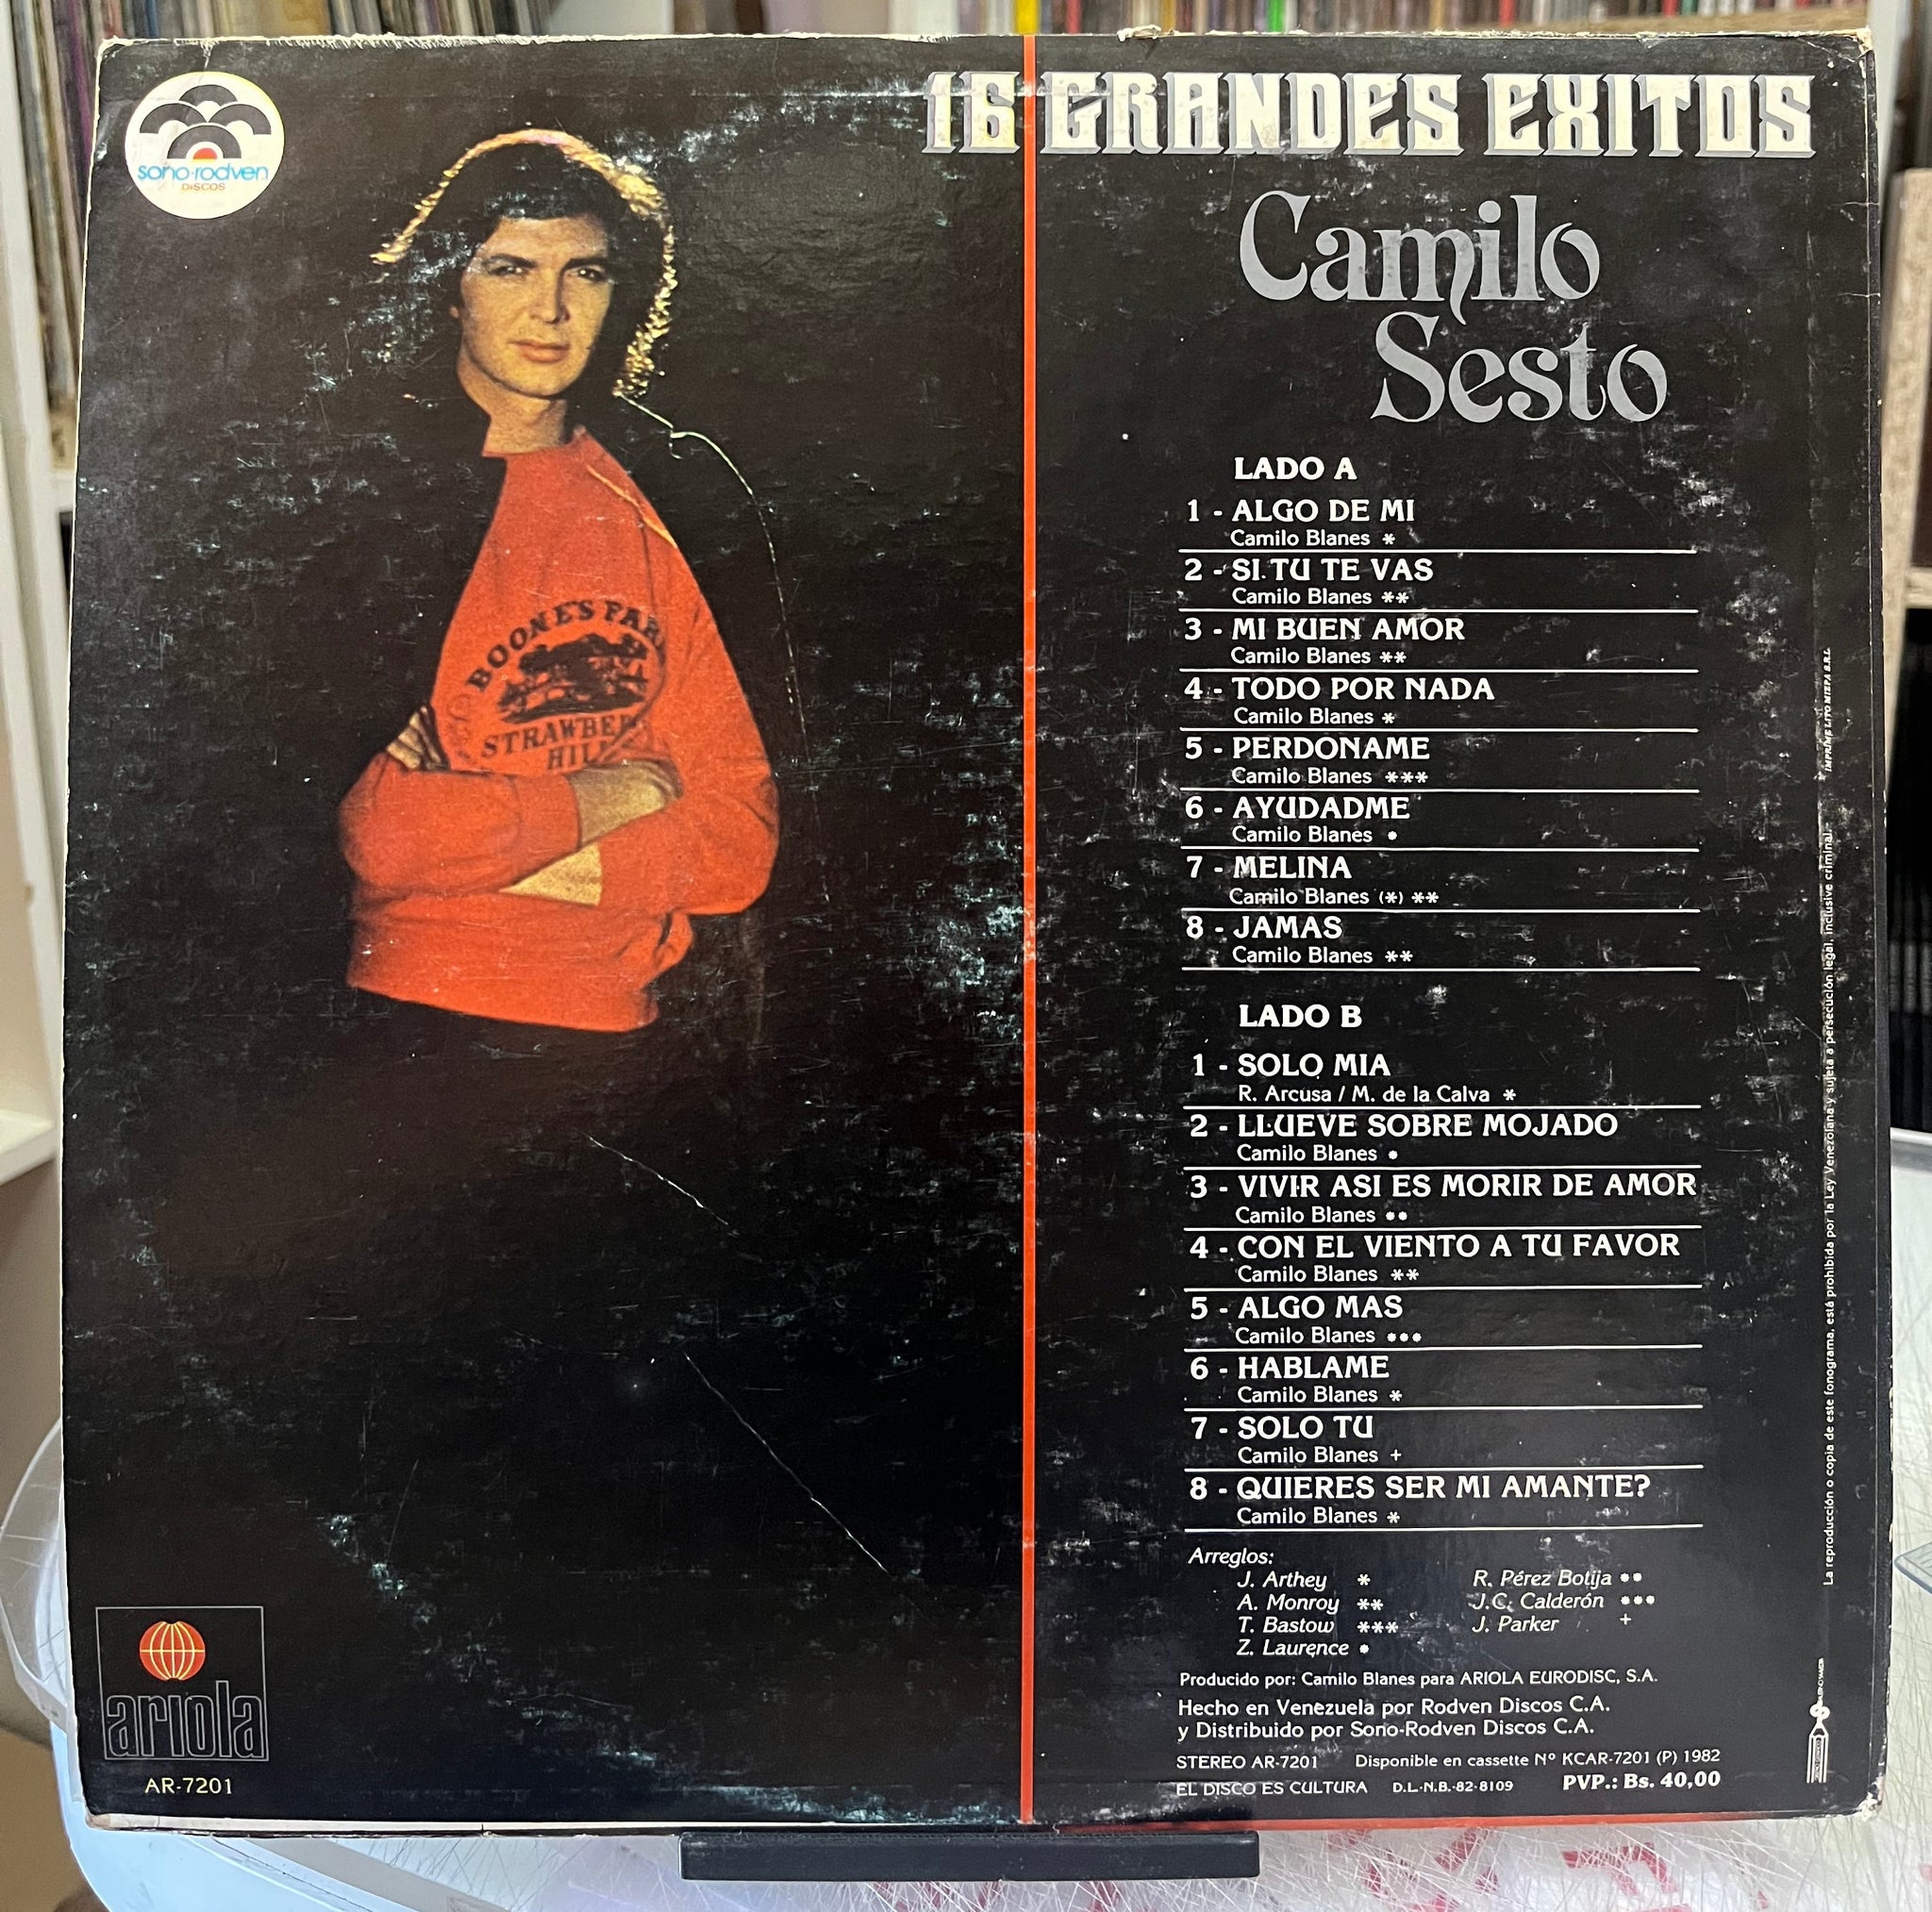 sono-rodven
DISCOS
16 GRANDES EXITOS
Camilo
Sesto
BOONE'S FAR
STRAWBER
HILL
LADO A
1 - ALGO DE MI
Camilo Blanes *
2 - SI TU TE VAS
Camilo Blanes **
3 - MI BUEN AMOR
Camilo Blanes **
4 - TODO POR NADA
Camilo Blanes *
5 - PERDONAME
Camilo Blanes ***
6 - AYUDADME
Camilo Blanes •
7 - MELINA
Camilo Blanes (*) **
8 - JAMAS
Camilo Blanes **
LADO B
1 - SOLO MIA
R. Arcusa / M. de la Calva *
2 - LLUEVE SOBRE MOJADO
Camilo Blanes •
3 - VIVIR ASI ES MORIR DE AMOR
Camilo Blanes ••
4 - CON EL VIENTO A TU FAVOR
Camilo Blanes **
5 - ALGO MAS
Camilo Blanes •••
6 - HABLAME
Camilo Blanes *
7 - SOLO TU
Camilo Blanes +
8 - QUIERES SER MI AMANTE?
Camilo Blanes *
Arreglos:
J. Arthey * R. Pérez Botija ••
A. Monroy ** J.C. Calderón •••
T. Bastow *** J. Parker +
Z. Laurence •
Producido por: Camilo Blanes para ARIOLA EURODISC, S.A.
Hecho en Venezuela por Rodven Discos C.A.
y Distribuido por Sono-Rodven Discos C.A.
STEREO AR-7201 Disponible en cassette Nº KCAR-7201 (P) 1982
EL DISCO ES CULTURA D.L.-N.B.-82-8109 PVP.: Bs. 40,00
ariola
AR-7201
La reproducción o copia de este fonograma, está prohibida por la Ley Venezolana y sujeta a persecución legal, inclusive criminal.
IMPRIME LITO MIZPA S.R.L.